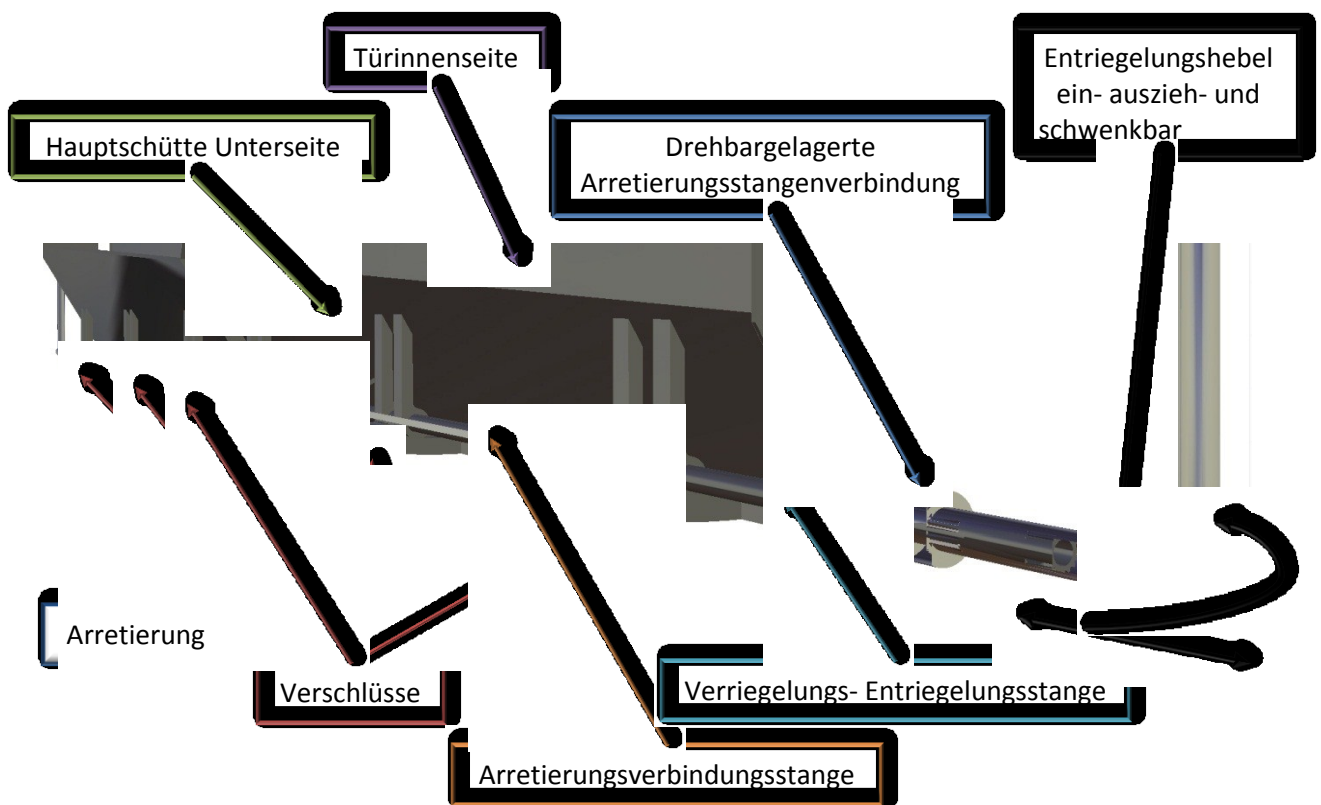 Türinnenseite
Entriegelungshebel
ein- auszieh- und
schwenkbar
Hauptschütte Unterseite
Drehbargelagerte
Arretierungsstangenverbindung
Arretierung
Verschlüsse
Verriegelungs- Entriegelungsstange
Arretierungsverbindungsstange